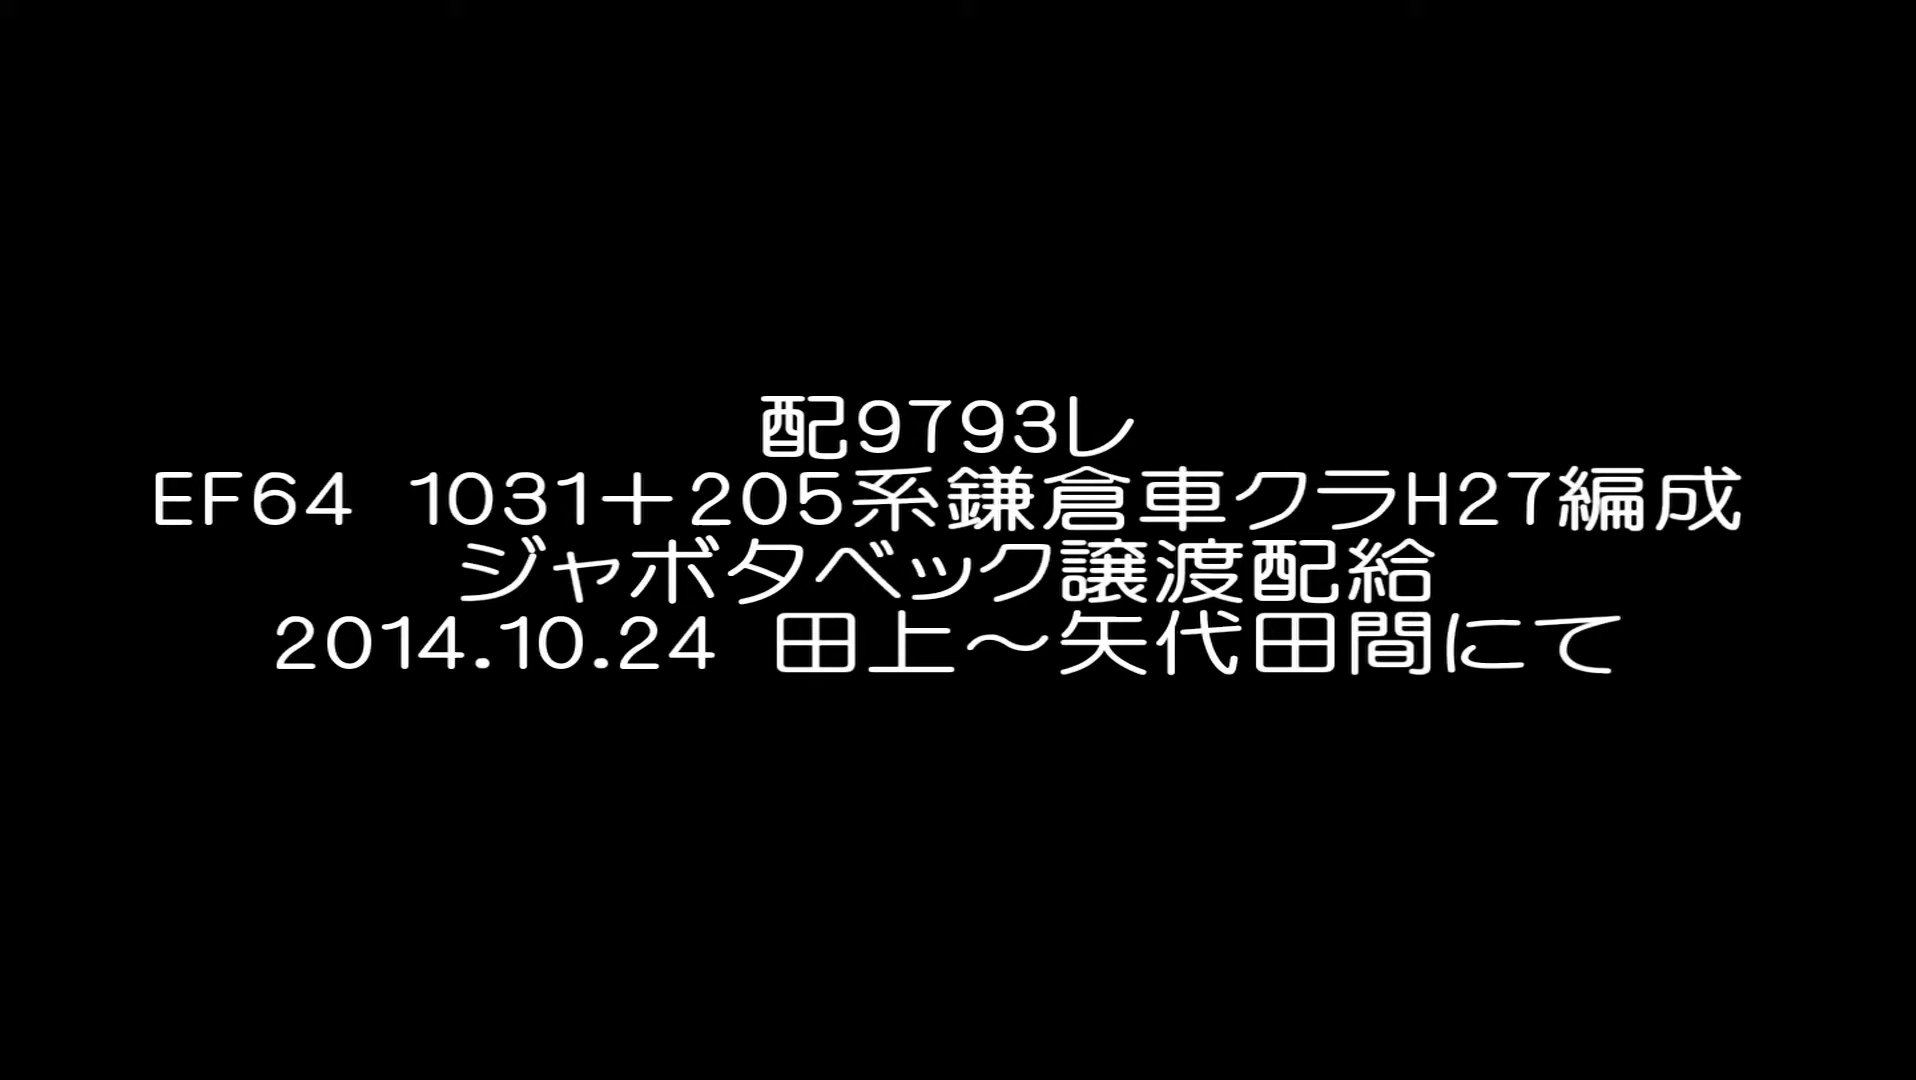 配9793レ
EF64　1031＋205系鎌倉車クラH27編成
ジャボタベック譲渡配給
2014.10.24　田上～矢代田間にて